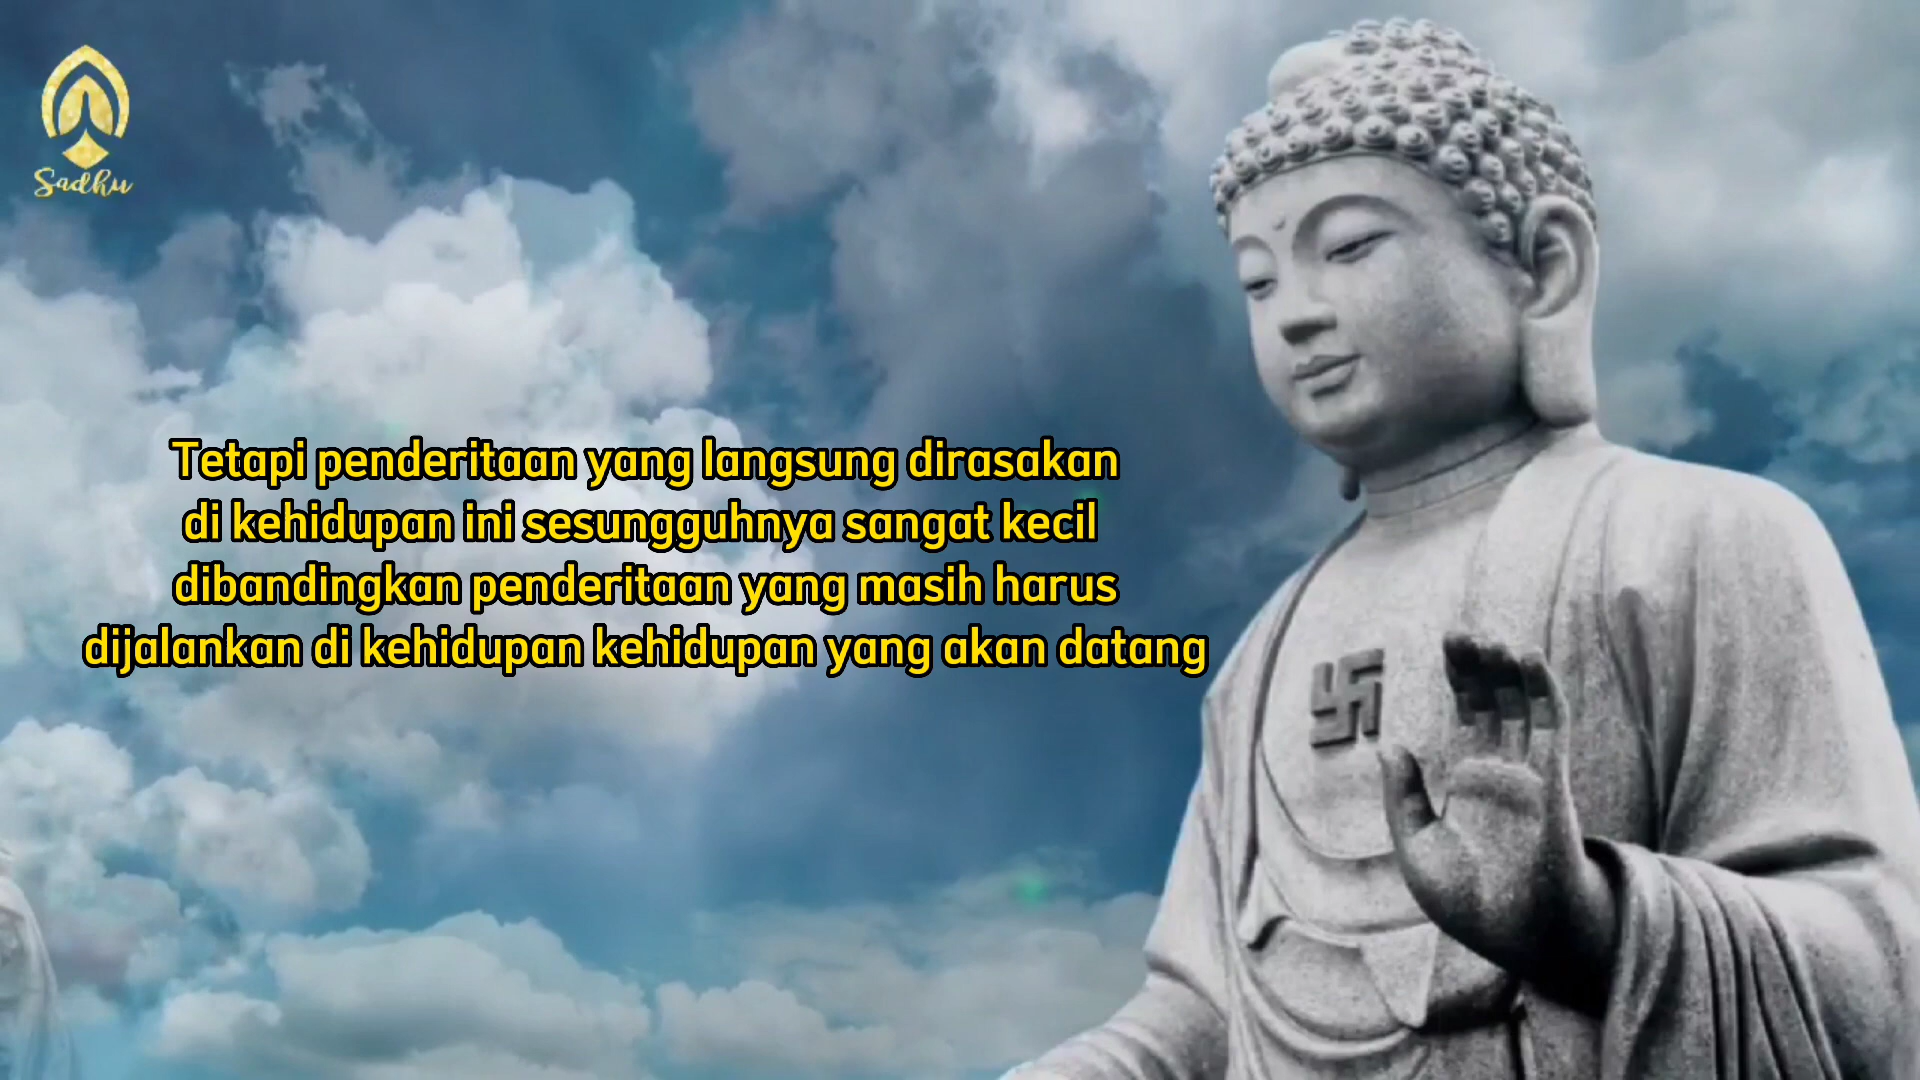 Sadhu
Tetapi penderitaan yang langsung dirasakan
di kehidupan ini sesungguhnya sangat kecil
dibandingkan penderitaan yang masih harus
dijalankan di kehidupan kehidupan yang akan datang